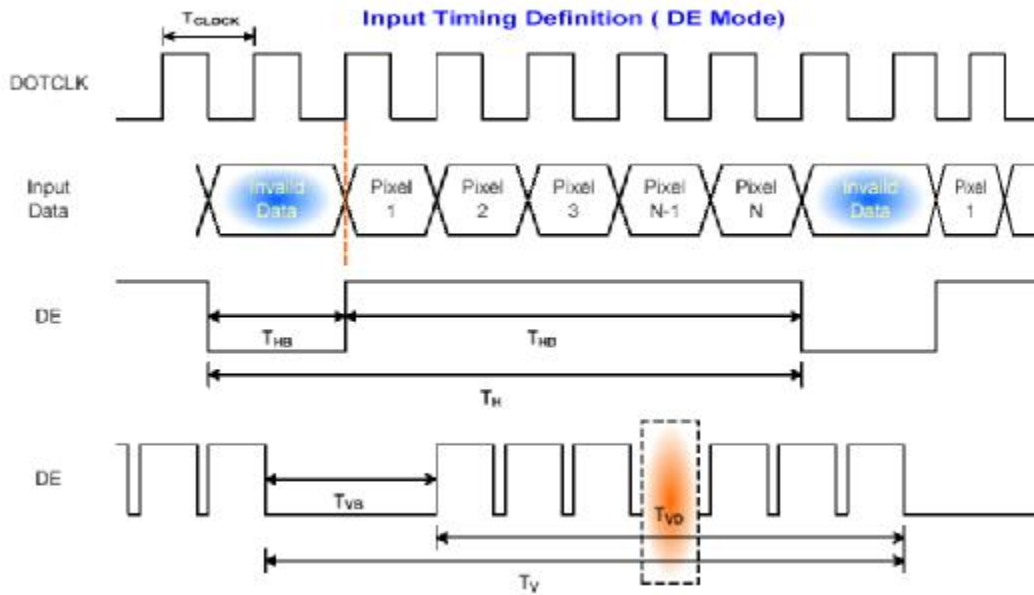 Input Timing Definition ( DE Mode)
TCLOCK
DOTCLK
Input
Data
Invalid
Data
Pixel
1
Pixel
2
Pixel
3
Pixel
N-1
Pixel
N
Invalid
Data
Pixel
1
DE
THB
THD
TH
DE
TVB
TVD
TV